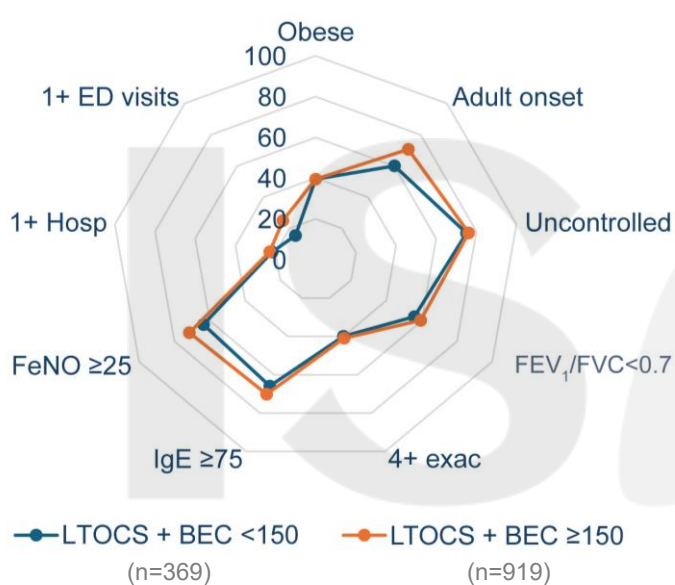 Obese
100
1+ ED visits
80
Adult onset
60
40
1+ Hosp
20
Uncontrolled
0
FeNO ≥25
FEV₁/FVC<0.7
IgE ≥75
4+ exac
LTOCS + BEC <150
LTOCS + BEC ≥150
(n=369)
(n=919)